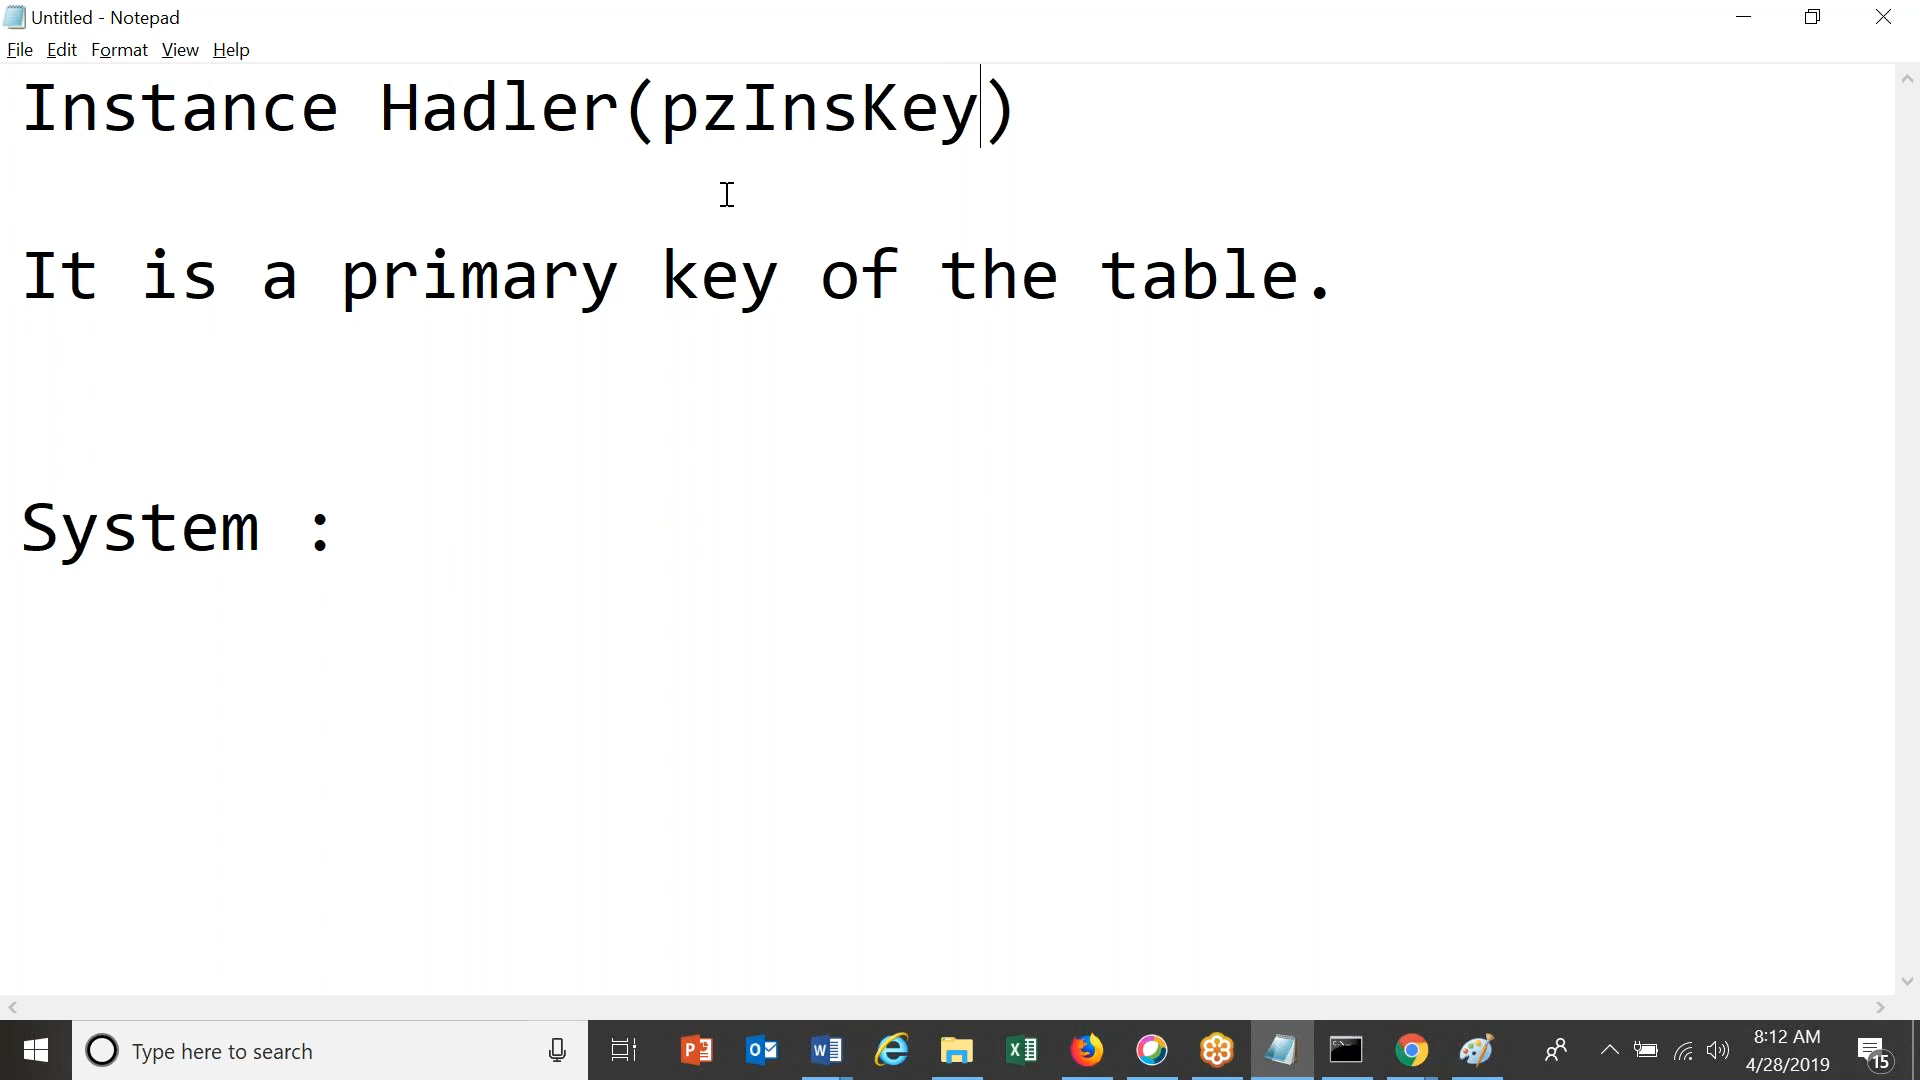 Untitled - Notepad
File Edit Format View Help
Instance Hadler(pzInsKey)
It is a primary key of the table.
System :
Type here to search
8:12 AM
4/28/2019
15